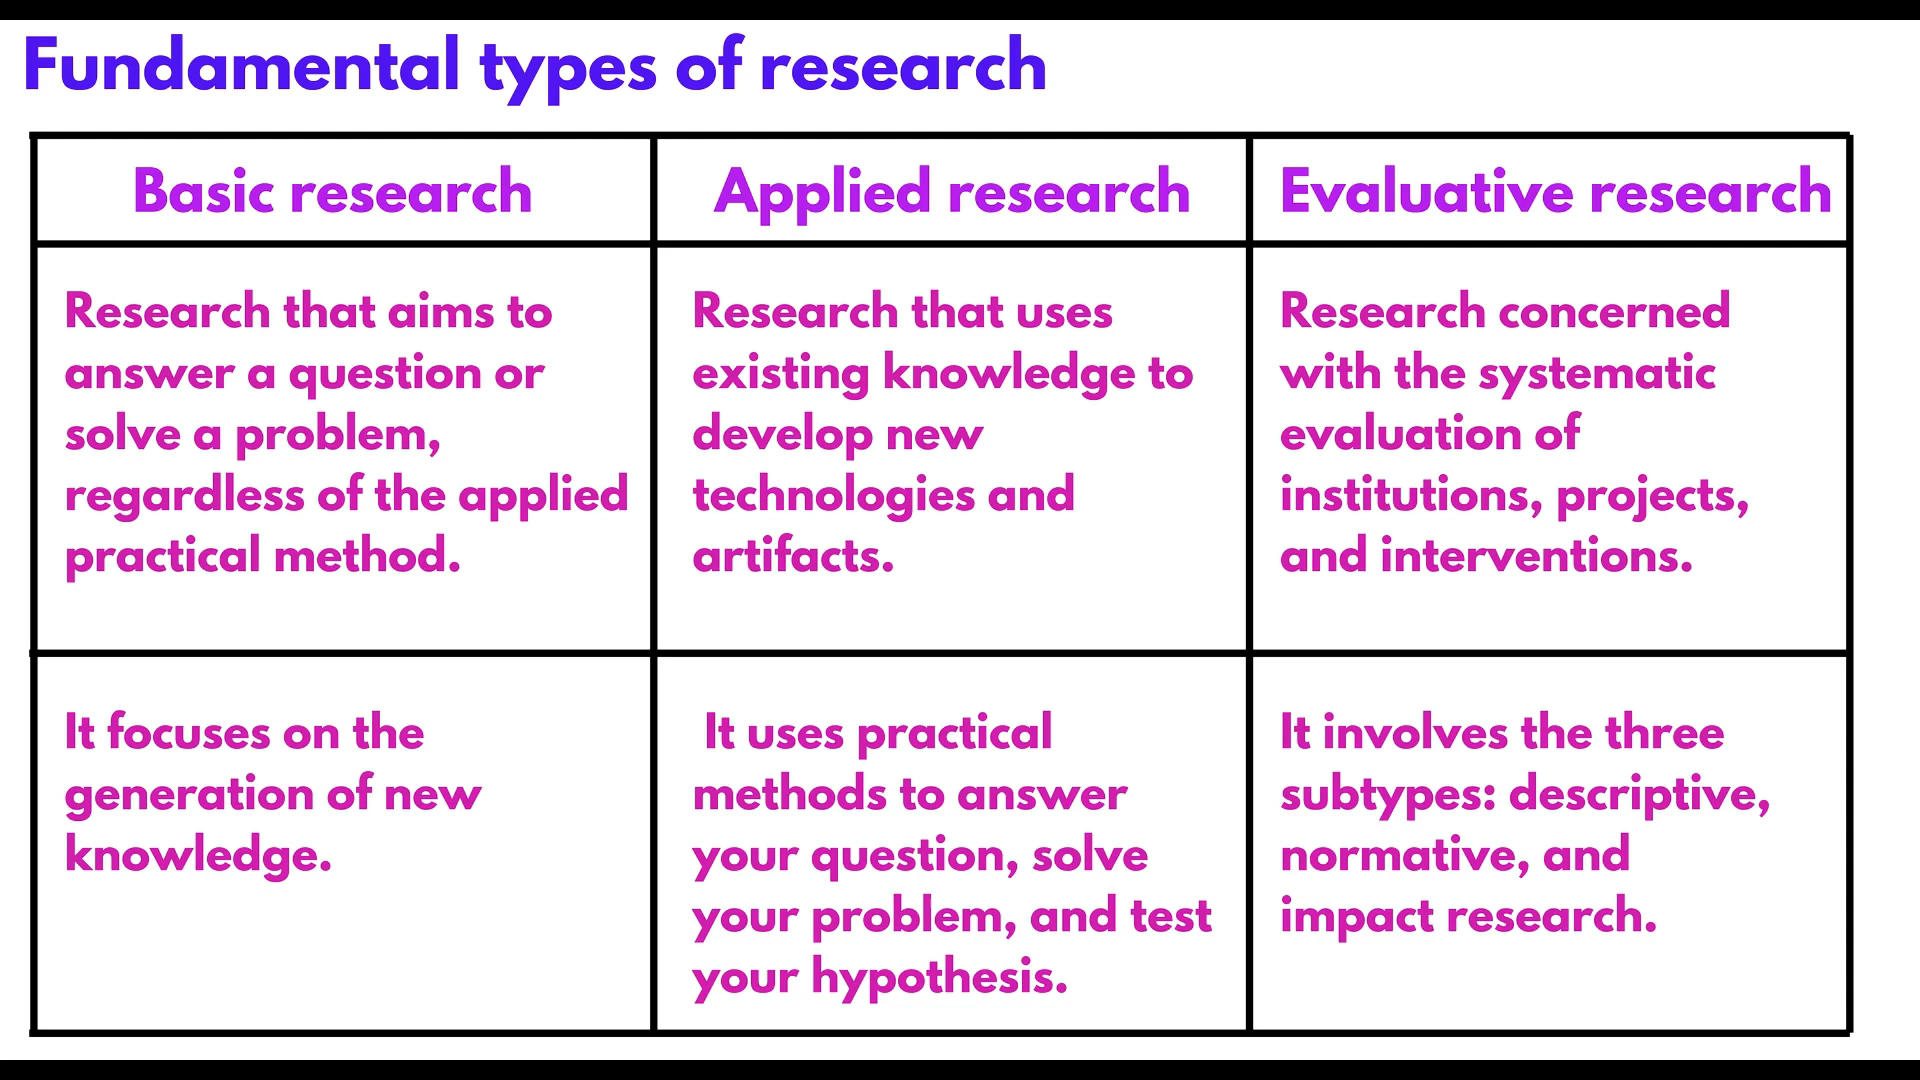 Fundamental types of research
Basic research
Applied research
Evaluative research
Research that aims to
answer a question or
solve a problem,
regardless of the applied
practical method.
Research that uses
existing knowledge to
develop new
technologies and
artifacts.
Research concerned
with the systematic
evaluation of
institutions, projects,
and interventions.
It focuses on the
generation of new
knowledge.
It uses practical
methods to answer
your question, solve
your problem, and test
your hypothesis.
It involves the three
subtypes: descriptive,
normative, and
impact research.